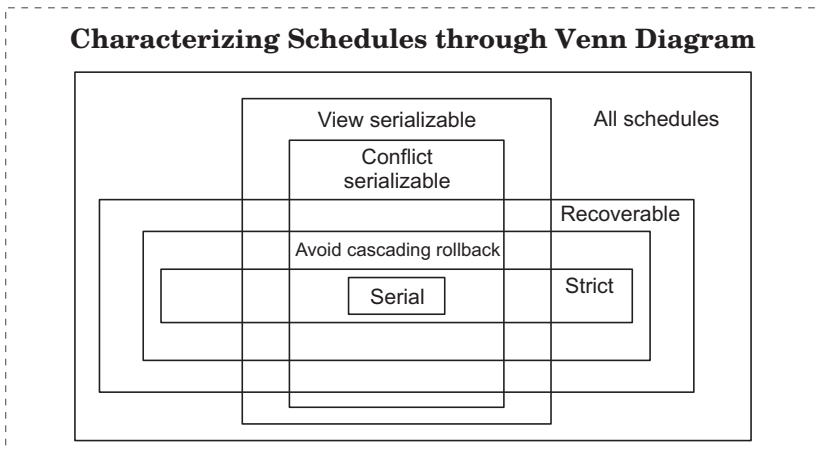 Characterizing Schedules through Venn Diagram
View serializable
All schedules
Conflict
serializable
Recoverable
Avoid cascading rollback
Strict
Serial